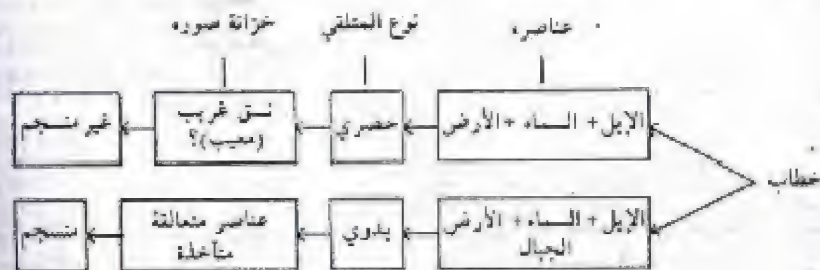 عناصره نوع المتلقي خزانة صوره
الإبل + السماء + الأرض حضري نسق غريب غير منسجم
(معيب)؟
خطاب
الإبل + السماء + الأرض بدوي عناصر متعالقة منسجم
الجبال متآخذة